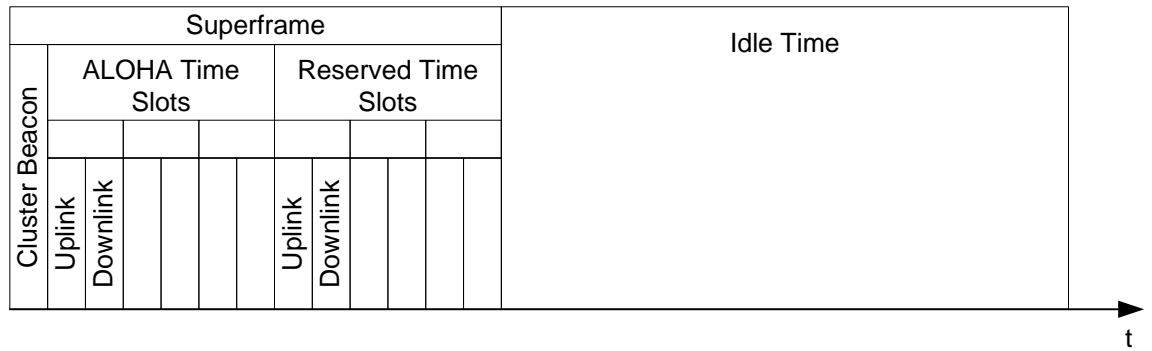 Superframe
Idle Time
ALOHA Time
Slots
Reserved Time
Slots
Cluster Beacon
Uplink
Downlink
Uplink
Downlink
t